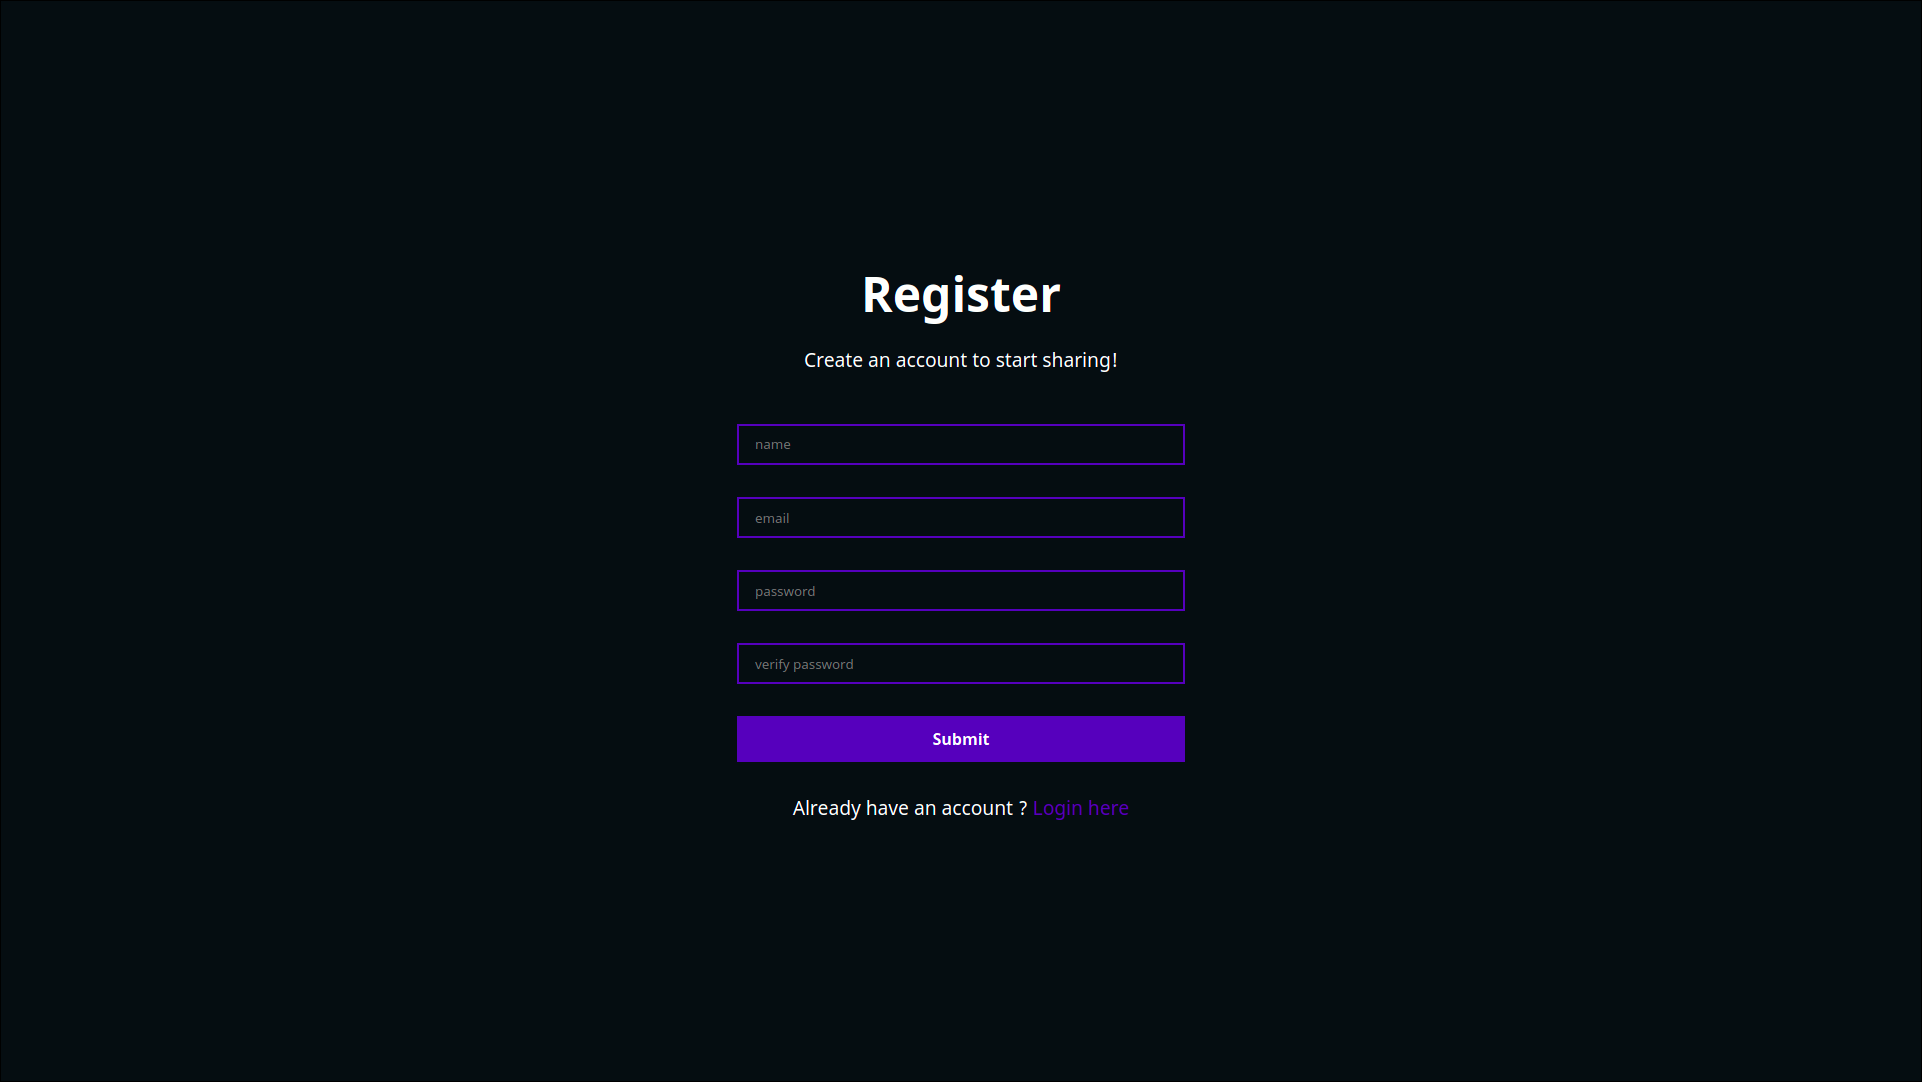 Register
Create an account to start sharing!
name
email
password
verify password
Submit
Already have an account ? Login here